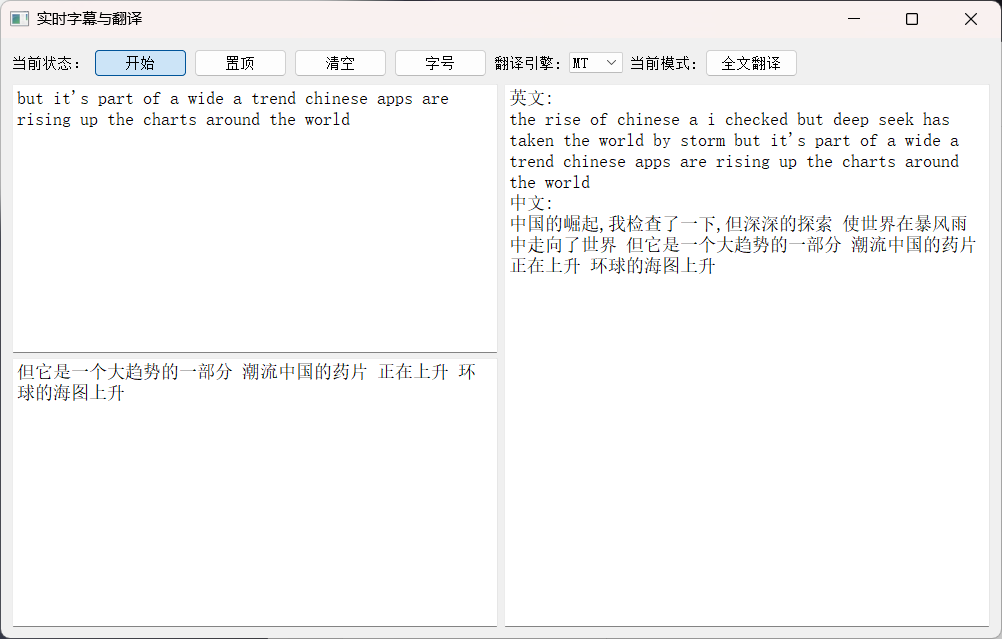 实时字幕与翻译
当前状态： 开始 置顶 清空 字号 翻译引擎： MT 当前模式： 全文翻译
but it's part of a wide a trend chinese apps are
rising up the charts around the world
但它是一个大趋势的一部分 潮流中国的药片 正在上升 环
球的海图上升
英文:
the rise of chinese a i checked but deep seek has
taken the world by storm but it's part of a wide a
trend chinese apps are rising up the charts around
the world
中文:
中国的崛起,我检查了一下,但深深的探索 使世界在暴风雨
中走向了世界 但它是一个大趋势的一部分 潮流中国的药片
正在上升 环球的海图上升